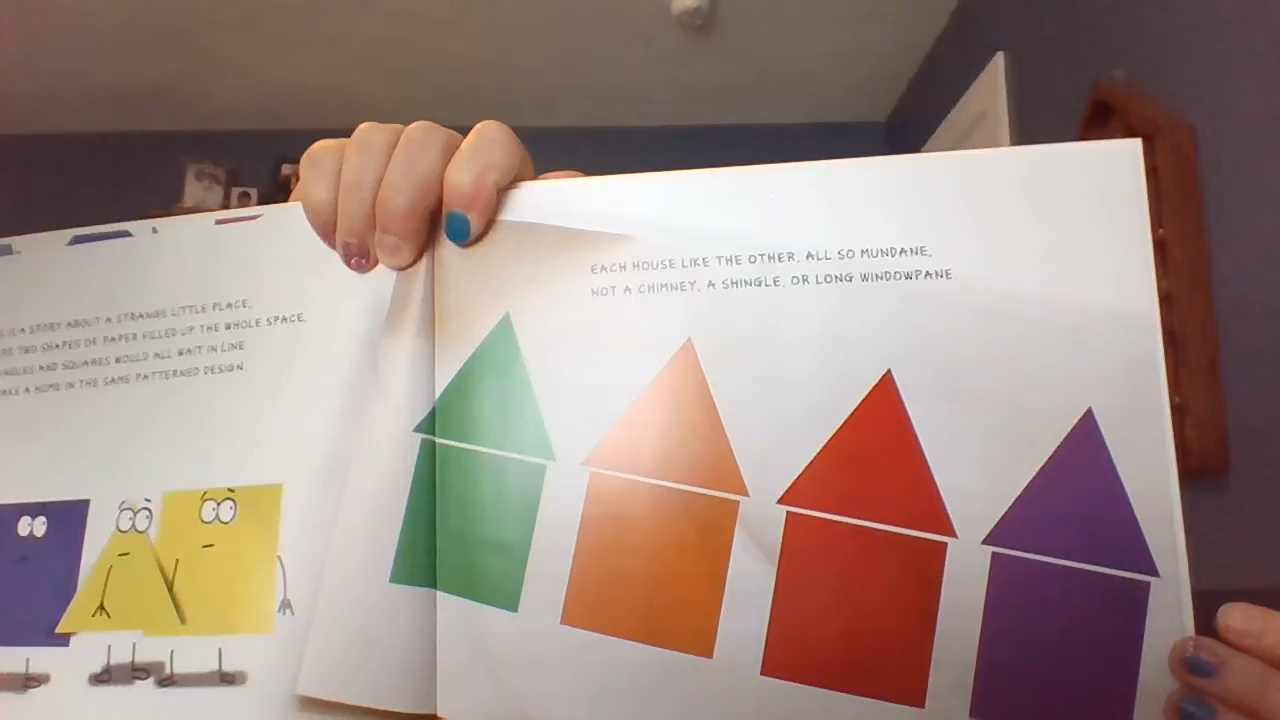 IS A STORY ABOUT A STRANGE LITTLE PLACE,
TWO SHAPES OF PAPER FILLED UP THE WHOLE SPACE.
AND SQUARES WOULD ALL WAIT IN LINE
A HOME IN THE SAME PATTERNED DESIGN.
EACH HOUSE LIKE THE OTHER, ALL SO MUNDANE,
NOT A CHIMNEY, A SHINGLE, OR LONG WINDOWPANE.